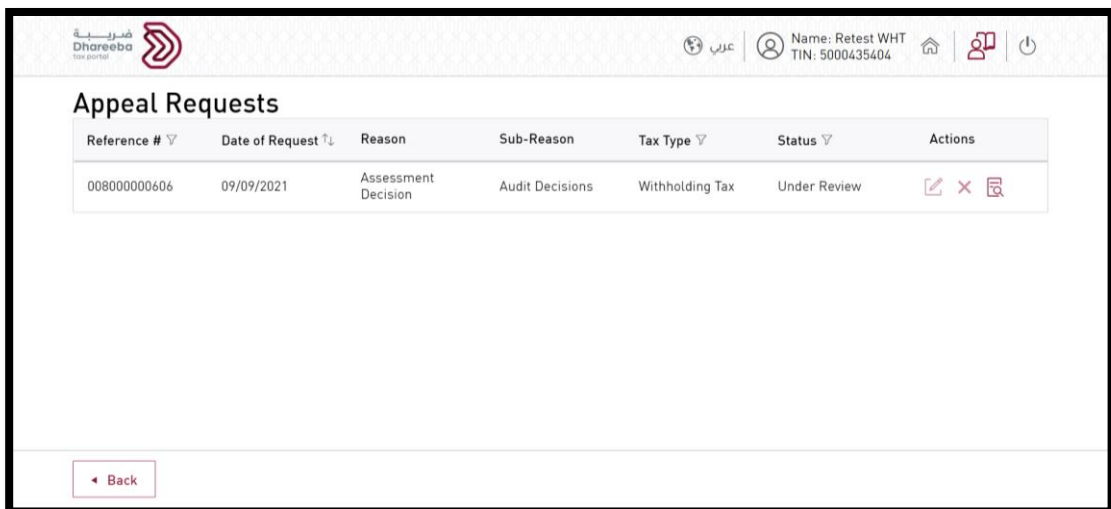 ضريبة
Dhareeba
tax portal
عربي
Name: Retest WHT
TIN: 5000435404
Appeal Requests
Reference # Date of Request Reason Sub-Reason Tax Type Status Actions
008000000606 09/09/2021 Assessment Decision Audit Decisions Withholding Tax Under Review
Back